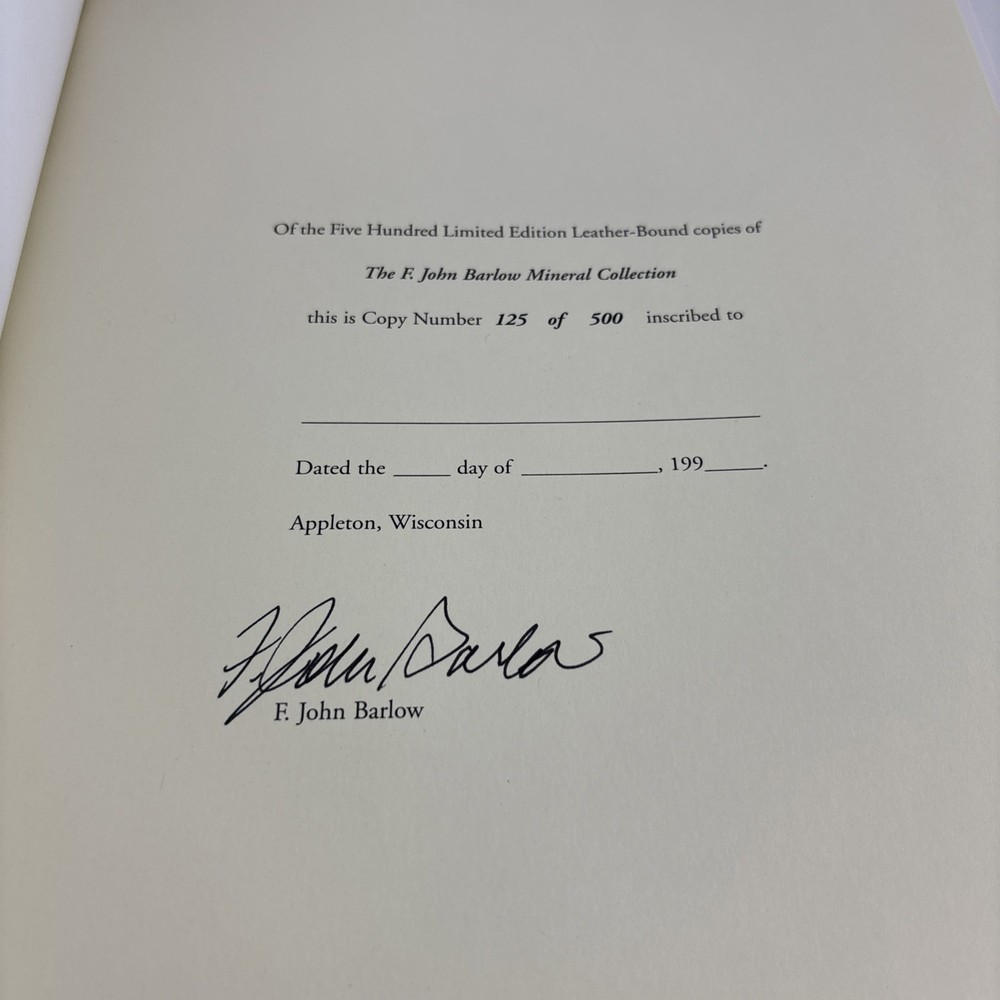 Of the Five Hundred Limited Edition Leather-Bound copies of
The F. John Barlow Mineral Collection
this is Copy Number 125 of 500 inscribed to
Dated the _____ day of _____________, 199_____.
Appleton, Wisconsin
F. John Barlow
F. John Barlow